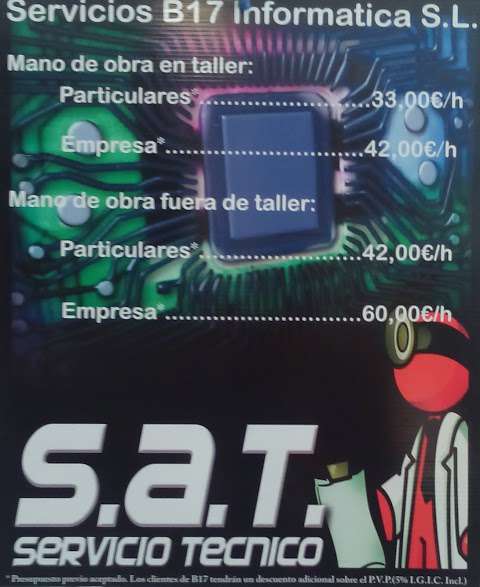 Servicios B17 Informatica S.L.
Mano de obra en taller:
Particulares*........................33,00€/h
Empresa*.............................42,00€/h
Mano de obra fuera de taller:
Particulares*.......................42,00€/h
Empresa*............................60,00€/h
S.a.T.
servicio tecnico
* Presupuesto previo aceptado. Los clientes de B17 tendrán un descuento adicional sobre el P.V.P.(5% I.G.I.C. Incl.)